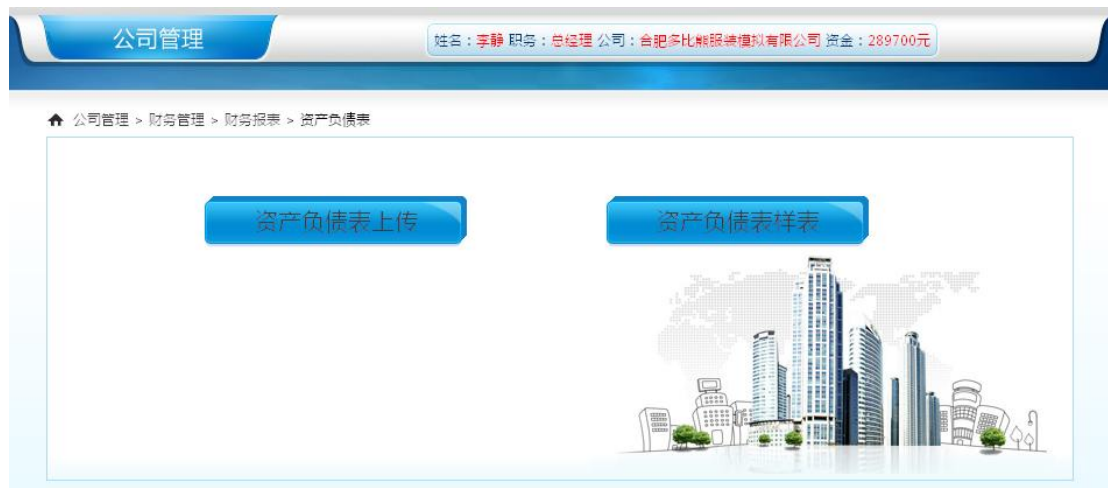 公司管理
姓名：李静 职务：总经理 公司：合肥多比熊服装模拟有限公司 资金：289700元
公司管理 > 财务管理 > 财务报表 > 资产负债表
资产负债表上传 资产负债表样表